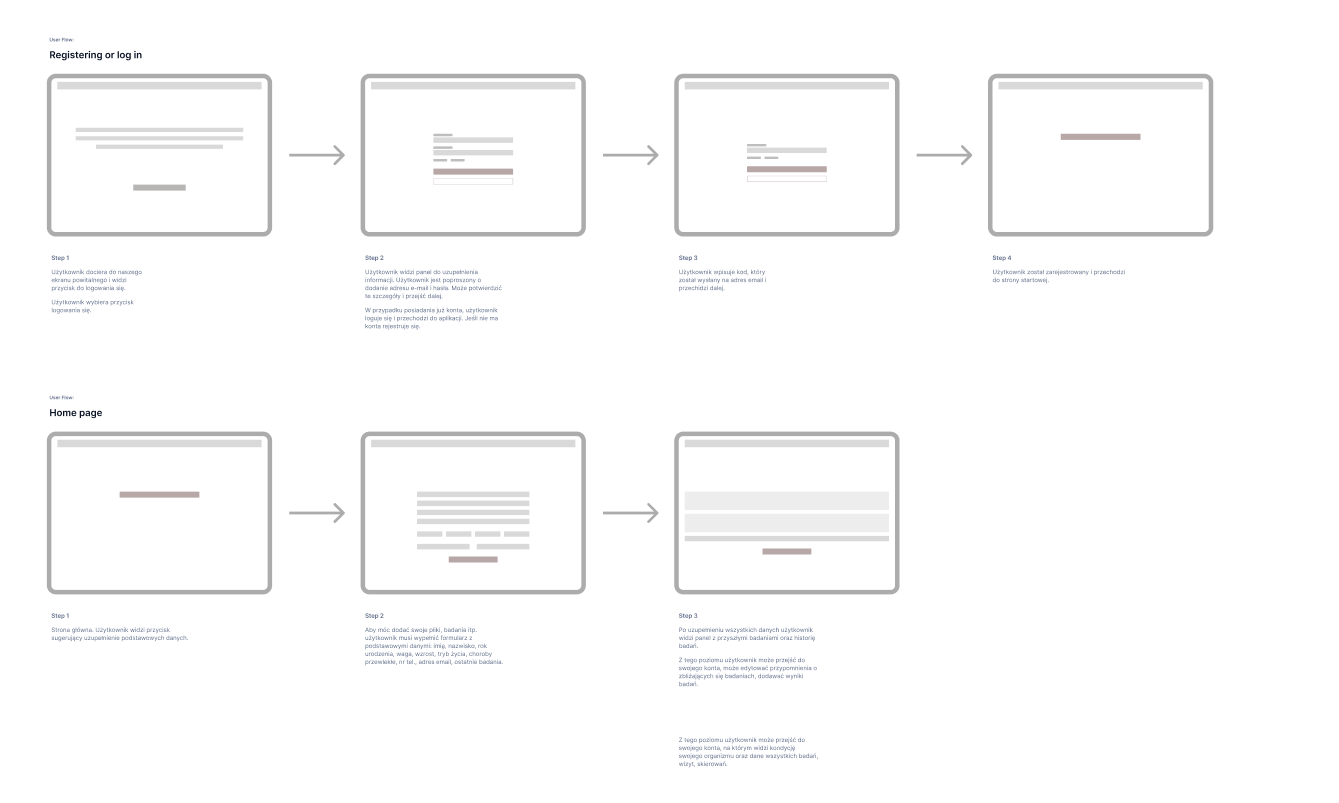 User Flow:
Registering or log in
Step 1
Użytkownik dociera do naszego
ekranu powitalnego i widzi
przycisk do logowania się.
Użytkownik wybiera przycisk
logowania się.
Step 2
Użytkownik widzi panel do uzupełnienia
informacji. Użytkownik jest poproszony o
dodanie adresu e-mail i hasła. Może potwierdzić
te szczegóły i przejść dalej.
W przypadku posiadania już konta, użytkownik
loguje się i przechodzi do aplikacji. Jeśli nie ma
konta rejestruje się.
Step 3
Użytkownik wpisuje kod, który
został wysłany na adres email i
przechidzi dalej.
Step 4
Użytkownik został zarejestrowany i przechodzi
do strony startowej.
User Flow:
Home page
Step 1
Strona główna. Użytkownik widzi przycisk
sugerujący uzupełnienie podstawowych danych.
Step 2
Aby móc dodać swoje pliki, badania itp.
użytkownik musi wypełnić formularz z
podstawowymi danymi: imię, nazwisko, rok
urodzenia, waga, wzrost, tryb życia, choroby
przewlekłe, nr tel., adres email, ostatnie badania.
Step 3
Po uzupełnieniu wszystkich danych użytkownik
widzi panel z przyszłymi badaniami oraz historię
badań.
Z tego poziomu użytkownik może przejść do
swojego konta, może edytować przypomnienia o
zbliżających się badaniach, dodawać wyniki
badań.
Z tego poziomu użytkownik może przejść do
swojego konta, na którym widzi kondycję
swojego organizmu oraz dane wszystkich badań,
wizyt, skierowań.